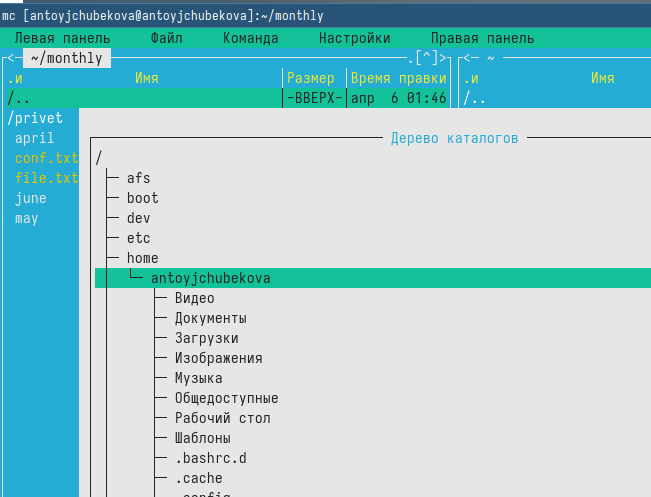 mc [antoyjchubekova@antoyjchubekova]:~/monthly
Левая панель Файл Команда Настройки Правая панель
<─ ~/monthly .[^]> <─ ~
.и Имя Размер Время правки .и Имя
/.. -ВВЕРХ- апр 6 01:46 /..
/privet
april Дерево каталогов
conf.txt /
file.txt afs
june boot
may dev
etc
home
antoyjchubekova
Видео
Документы
Загрузки
Изображения
Музыка
Общедоступные
Рабочий стол
Шаблоны
.bashrc.d
.cache
.config